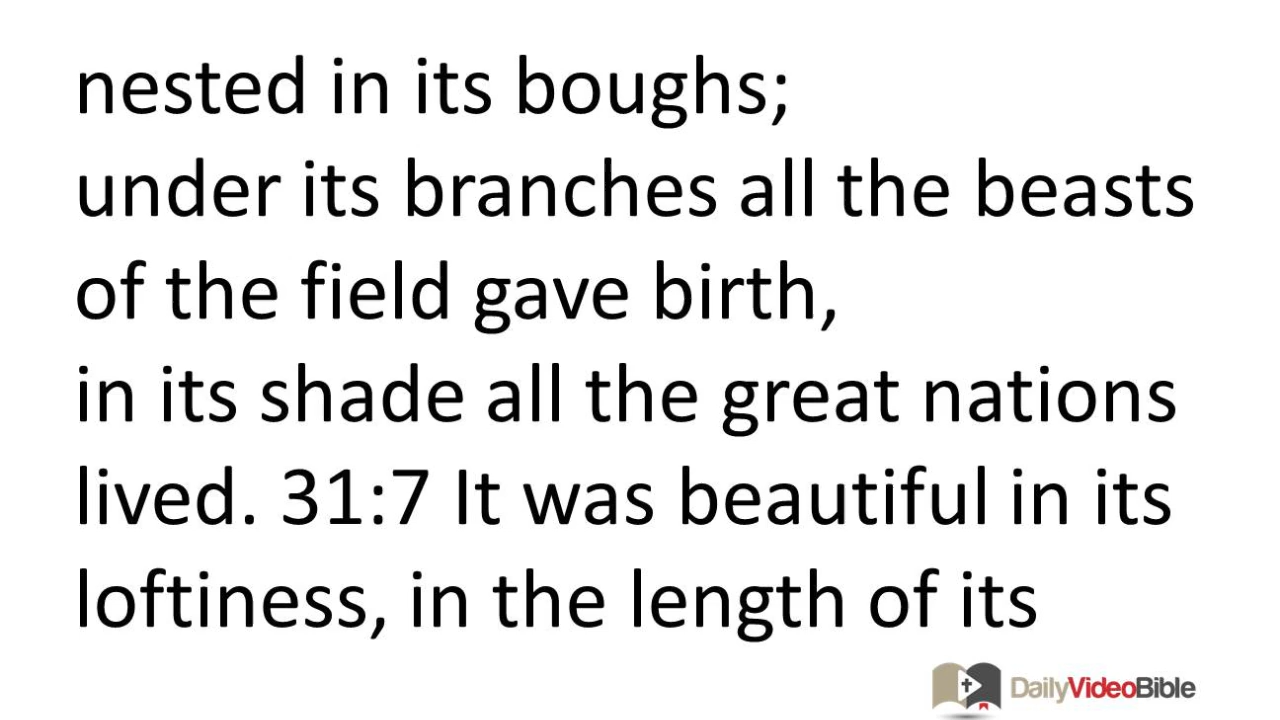 nested in its boughs;
under its branches all the beasts
of the field gave birth,
in its shade all the great nations
lived. 31:7 It was beautiful in its
loftiness, in the length of its
DailyVideoBible